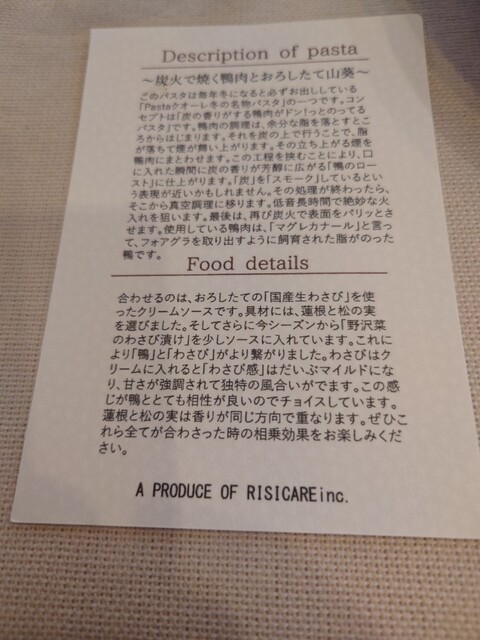 Description of pasta
～炭火で焼く鴨肉とおろしたて山葵～
このパスタは毎年冬になると必ずお出ししている
「Pastaクオーレ冬の名物パスタ」の一つです。コン
セプトは「炭の香りがする鴨肉がドン!っとのってる
パスタ」です。鴨肉の調理は、余分な脂を落とすとこ
ろからはじまります。それを炭の上で行うことで、脂
が落ちて煙が舞い上がります。その立ち上がる煙を
鴨肉にまとわせます。この工程を挟むことにより、口
に入れた瞬間に炭の香りが芳醇に広がる「鴨のロー
スト」に仕上がります。「炭」を「スモーク」しているとい
う表現が近いかもしれません。その処理が終わったら、
そこから真空調理に移ります。低音長時間で絶妙な火
入れを狙います。最後は、再び炭火で表面をパリッとさ
せます。使用している鴨肉は、「マグレカナール」と言っ
て、フォアグラを取り出すように飼育された脂がのった
鴨です。
Food details
合わせるのは、おろしたての「国産生わさび」を使
ったクリームソースです。具材には、蓮根と松の実
を選びました。そしてさらに今シーズンから「野沢菜
のわさび漬け」を少しソースに入れています。これに
より「鴨」と「わさび」がより繋がりました。わさびはク
リームに入れると「わさび感」はだいぶマイルドにな
り、甘さが強調されて独特の風合いがでます。この感
じが鴨ととても相性が良いのでチョイスしています。
蓮根と松の実は香りが同じ方向で重なります。ぜひこ
れら全てが合わさった時の相乗効果をお楽しみくだ
さい。
A PRODUCE OF RISICAREinc.